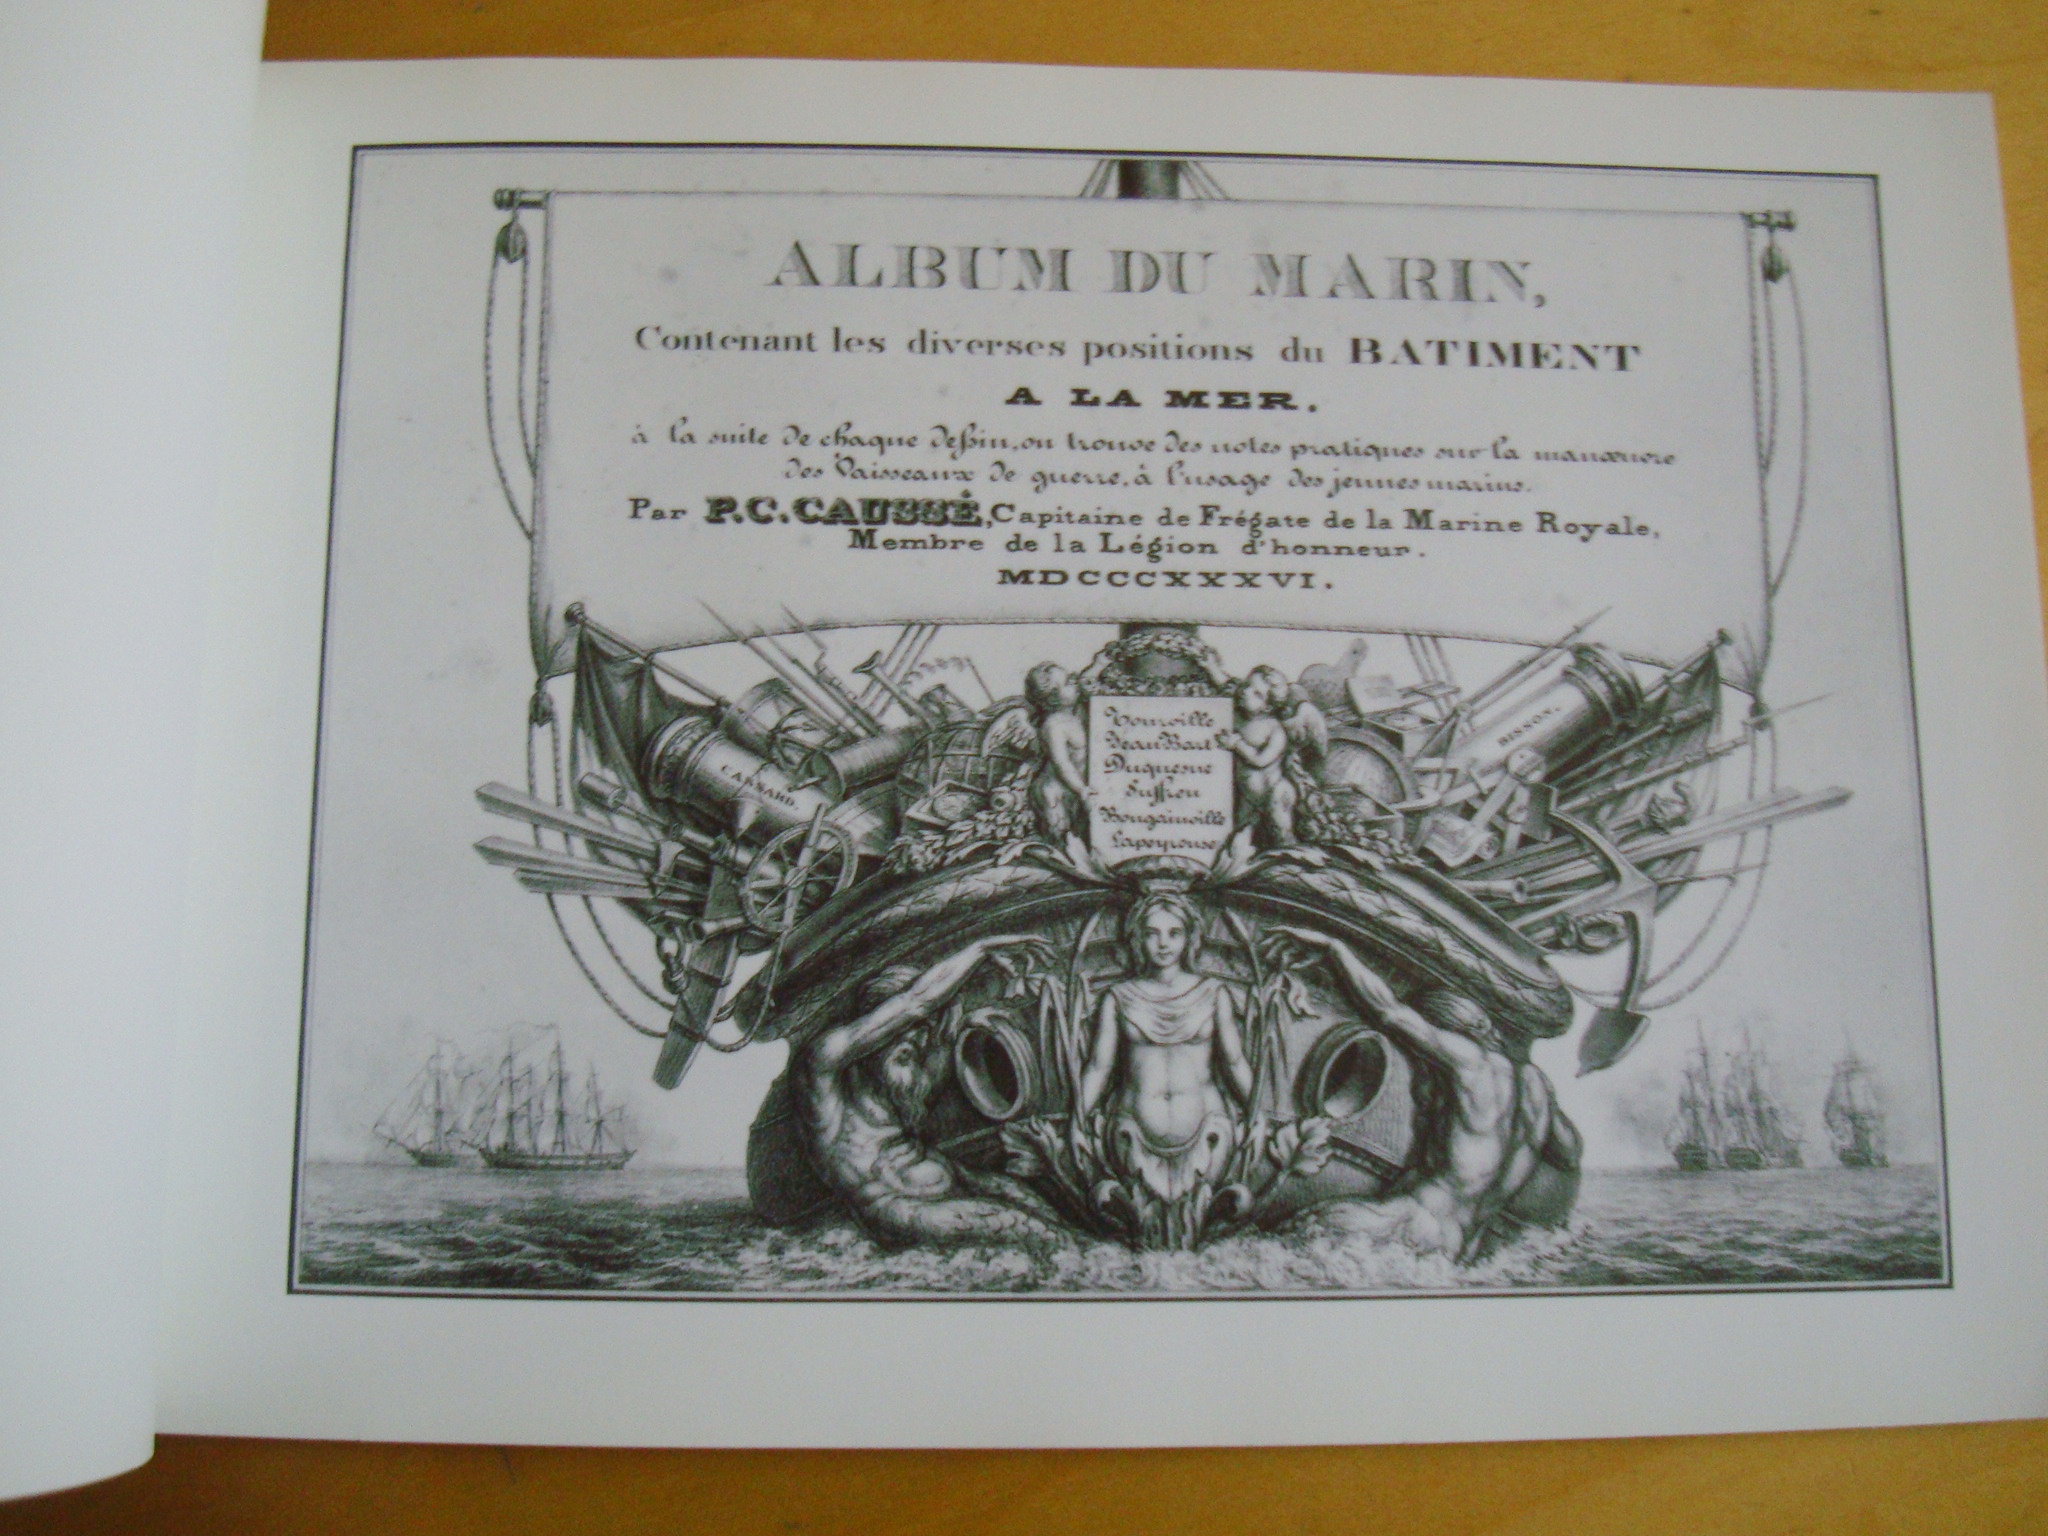 ALBUM DU MARIN,
Contenant les diverses positions du BATIMENT
A LA MER.
à la suite de chaque deſsin, on trouve des notes pratiques sur la manœuvre
des Vaisseaux de guerre, à l'usage des jeunes marins.
Par P.C. CAUSSÉ, Capitaine de Frégate de la Marine Royale,
Membre de la Légion d'honneur.
MDCCCXXXVI.
Tourville
Jean Bart
Duquesne
Suffren
Bougainville
Lapeyrouse
CASSARD.
BISSON.